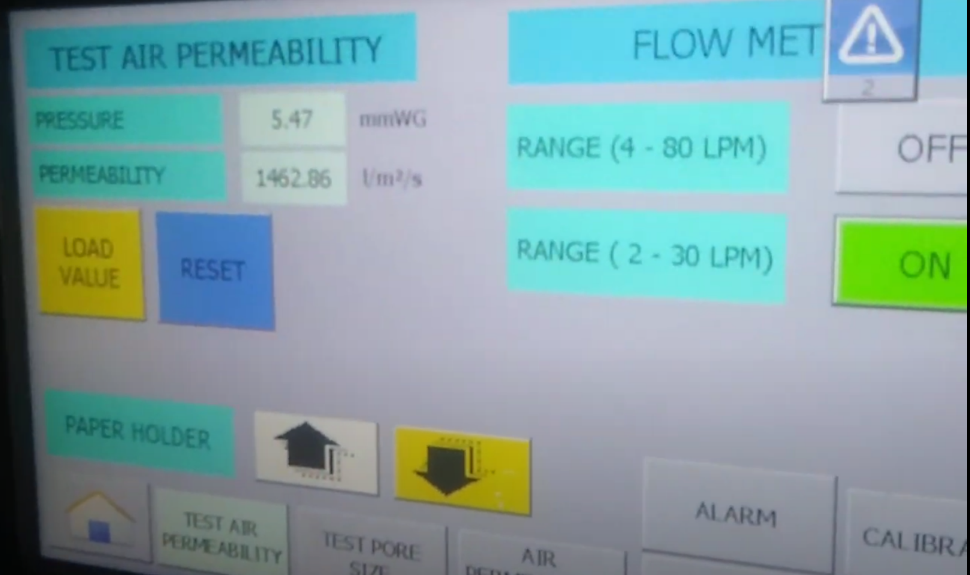 TEST AIR PERMEABILITY
FLOW MET
2
PRESSURE 5.47 mmWG
PERMEABILITY 1462.86 l/m²/s
RANGE (4 - 80 LPM) OFF
RANGE ( 2 - 30 LPM) ON
LOAD
VALUE
RESET
PAPER HOLDER
TEST AIR
PERMEABILITY
TEST PORE
SIZE
AIR
ALARM
CALIBRA